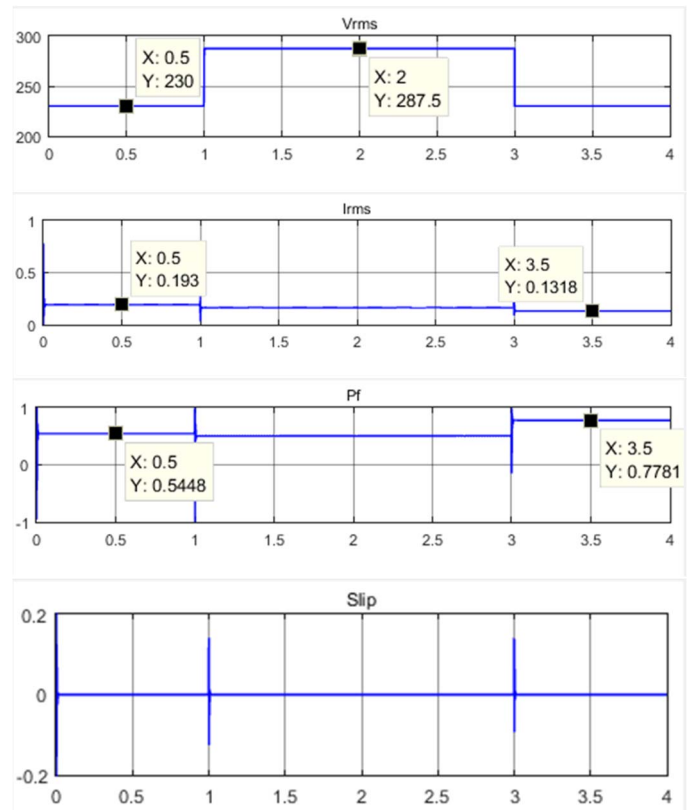 Vrms
300
X: 0.5
Y: 230
250
X: 2
Y: 287.5
200
0 0.5 1 1.5 2 2.5 3 3.5 4
Irms
1
X: 0.5
Y: 0.193
X: 3.5
Y: 0.1318
0.5
0
0 0.5 1 1.5 2 2.5 3 3.5 4
Pf
1
0
X: 0.5
Y: 0.5448
X: 3.5
Y: 0.7781
-1
0 0.5 1 1.5 2 2.5 3 3.5 4
Slip
0.2
0
-0.2
0 0.5 1 1.5 2 2.5 3 3.5 4